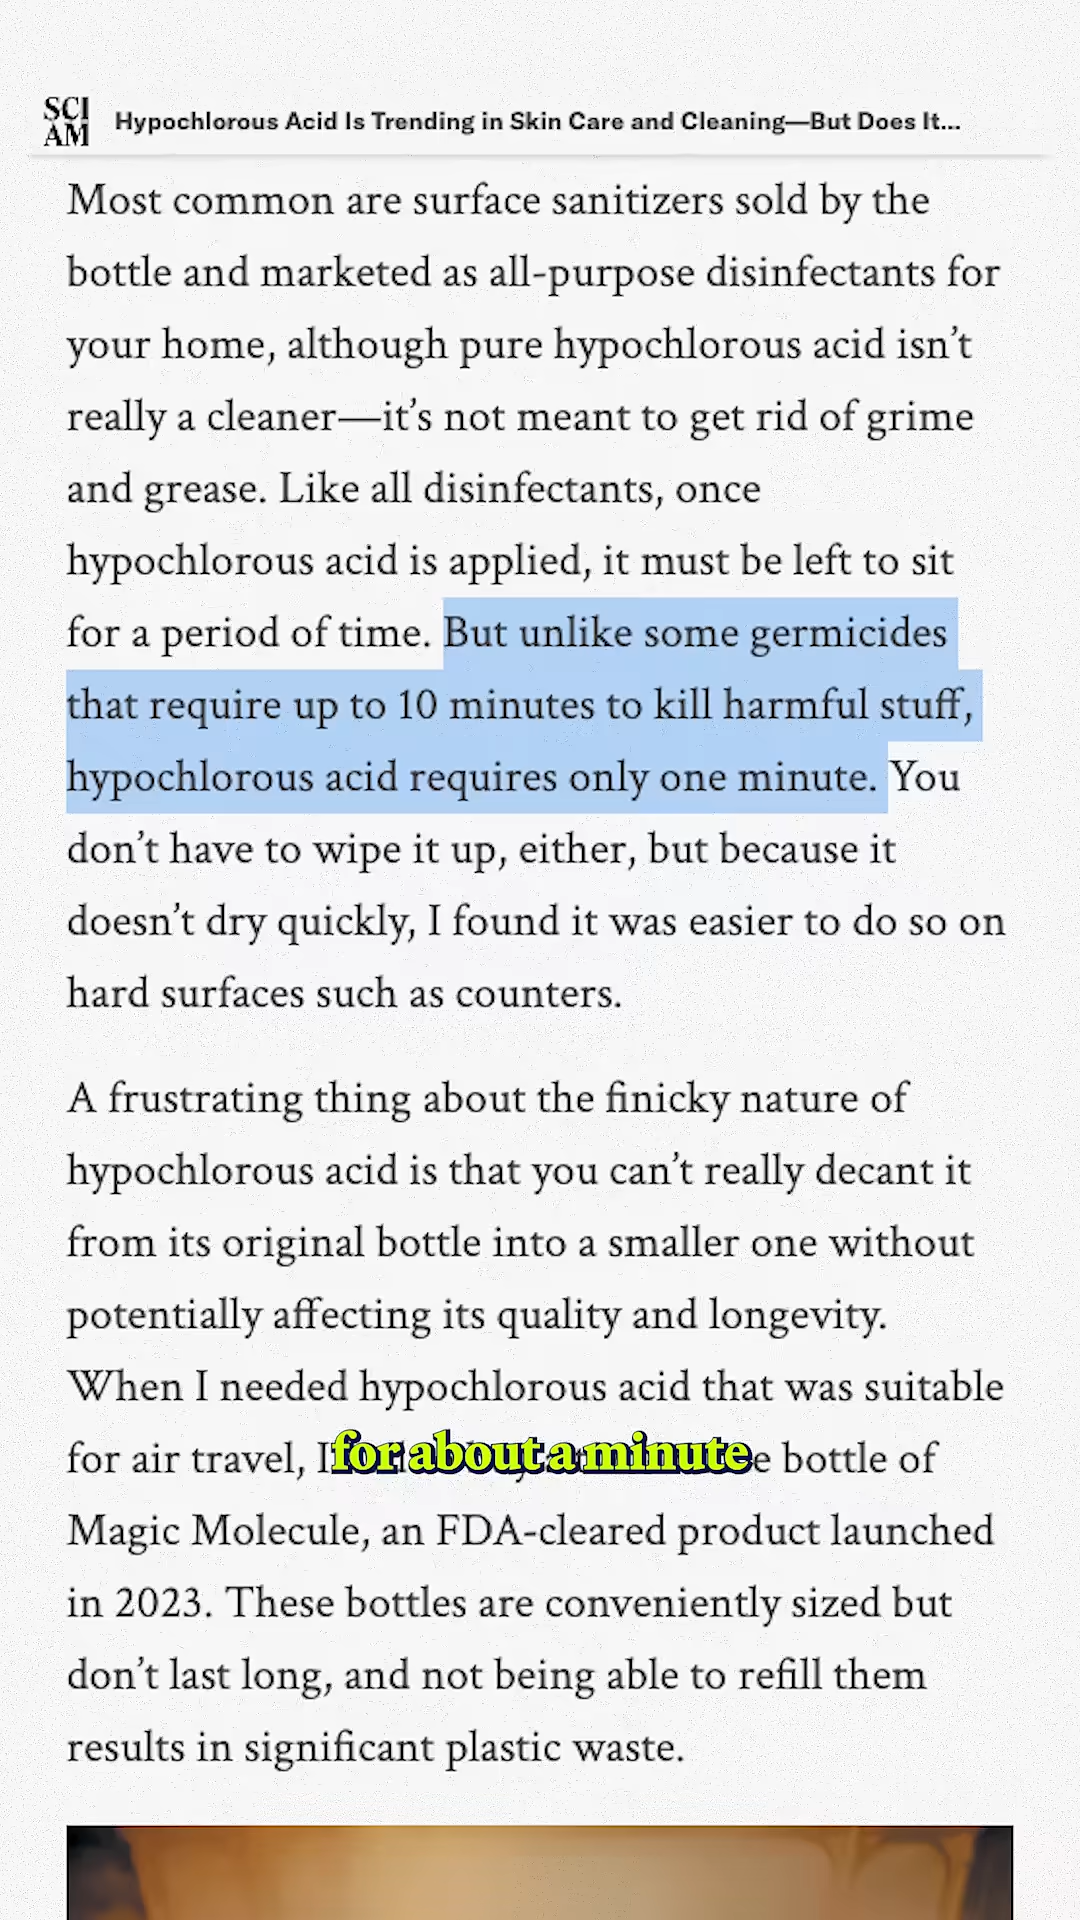 SCI
AM
Hypochlorous Acid Is Trending in Skin Care and Cleaning—But Does It...
Most common are surface sanitizers sold by the
bottle and marketed as all-purpose disinfectants for
your home, although pure hypochlorous acid isn’t
really a cleaner—it’s not meant to get rid of grime
and grease. Like all disinfectants, once
hypochlorous acid is applied, it must be left to sit
for a period of time. But unlike some germicides
that require up to 10 minutes to kill harmful stuff,
hypochlorous acid requires only one minute. You
don’t have to wipe it up, either, but because it
doesn’t dry quickly, I found it was easier to do so on
hard surfaces such as counters.
A frustrating thing about the finicky nature of
hypochlorous acid is that you can’t really decant it
from its original bottle into a smaller one without
potentially affecting its quality and longevity.
When I needed hypochlorous acid that was suitable
for air travel, I bottle of
for about a minute
Magic Molecule, an FDA-cleared product launched
in 2023. These bottles are conveniently sized but
don’t last long, and not being able to refill them
results in significant plastic waste.